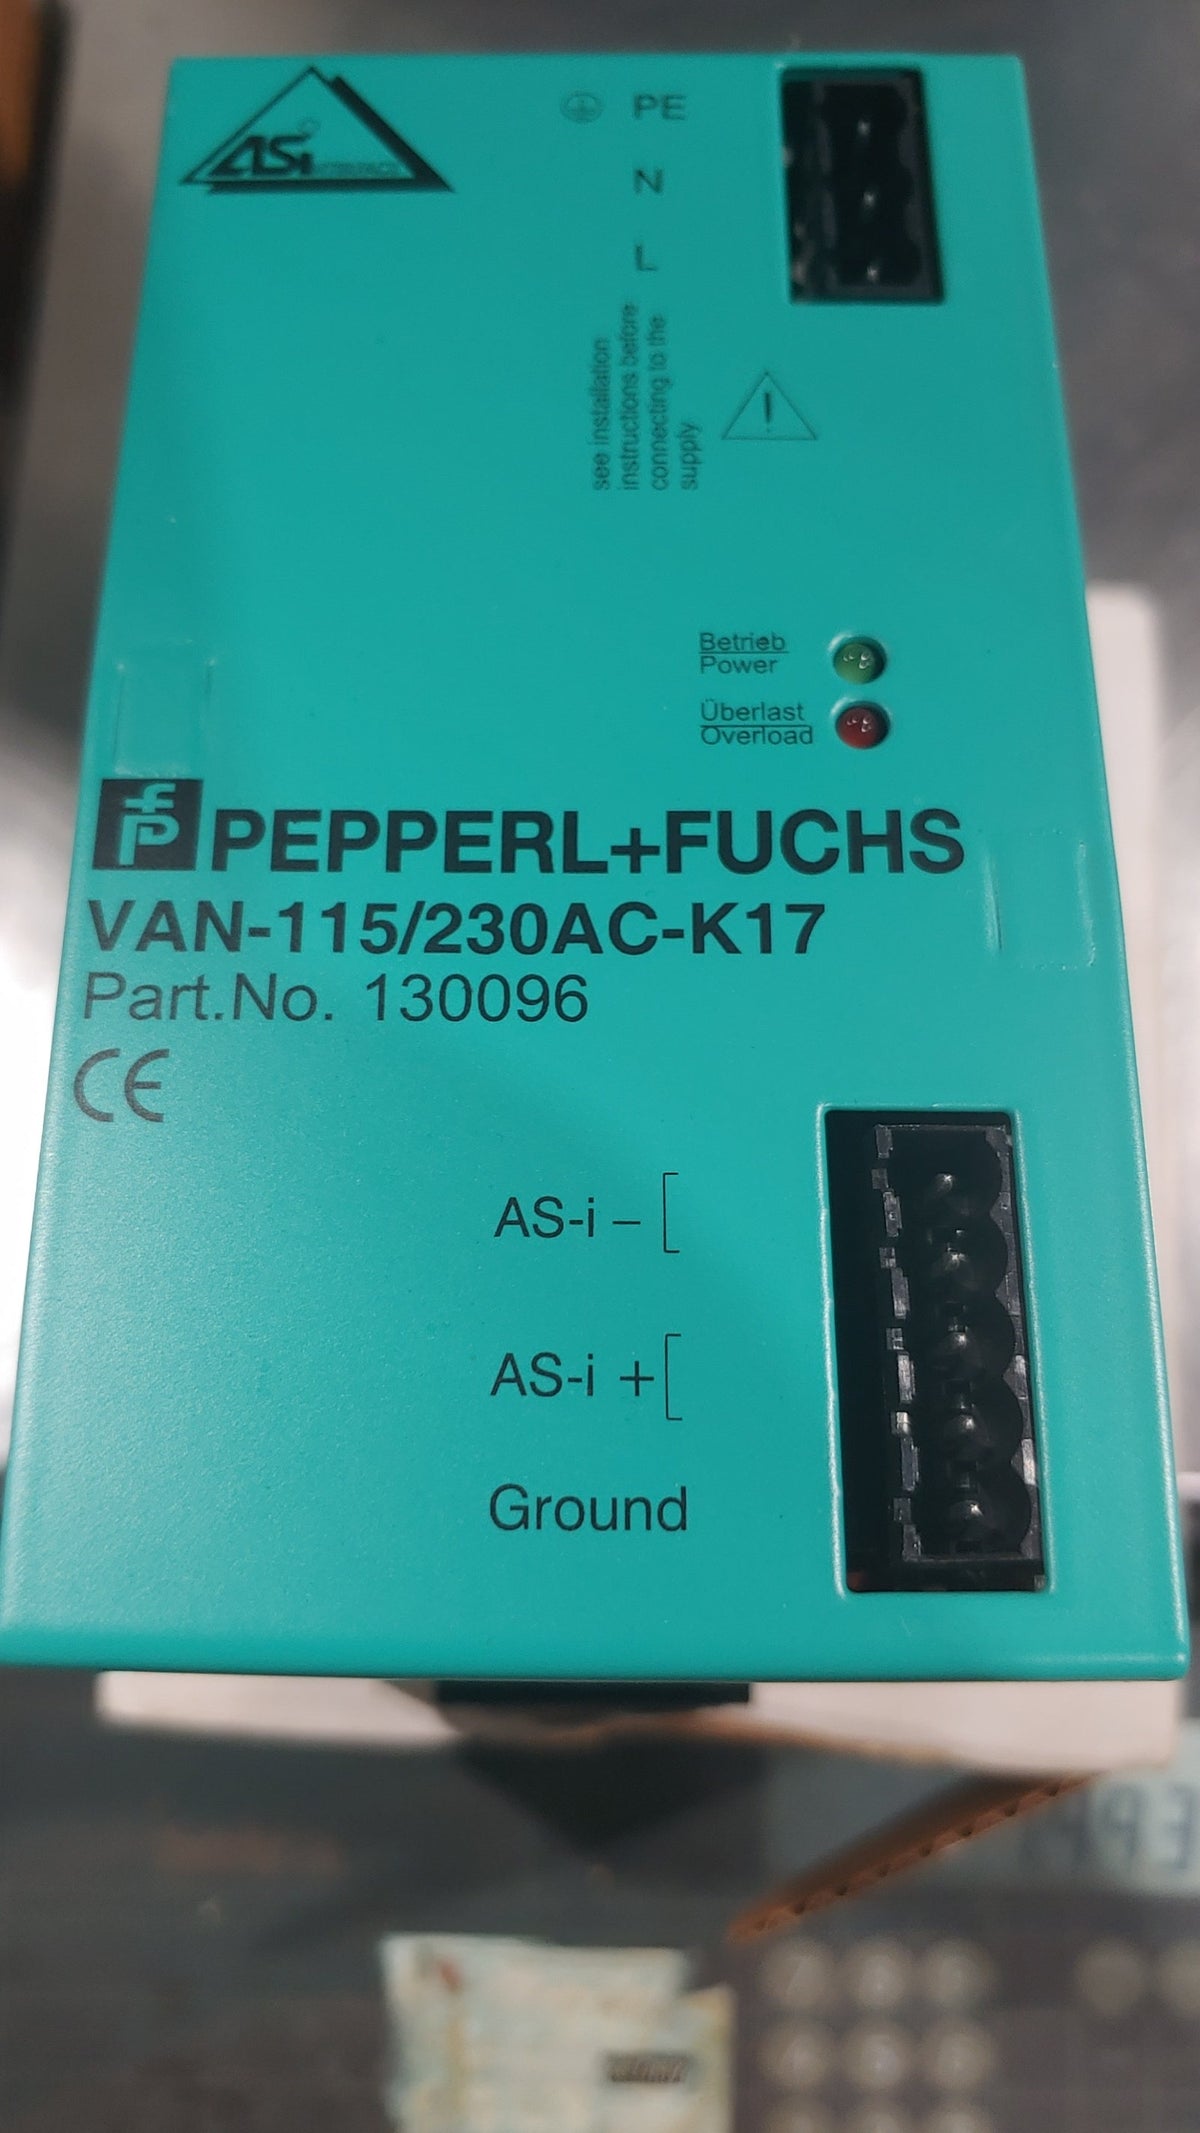 ASi
PE
N
L
see installation
instructions before
connecting to the
supply
!
Betrieb
Power
Überlast
Overload
PEPPERL+FUCHS
VAN-115/230AC-K17
Part.No. 130096
CE
AS-i –
AS-i +
Ground